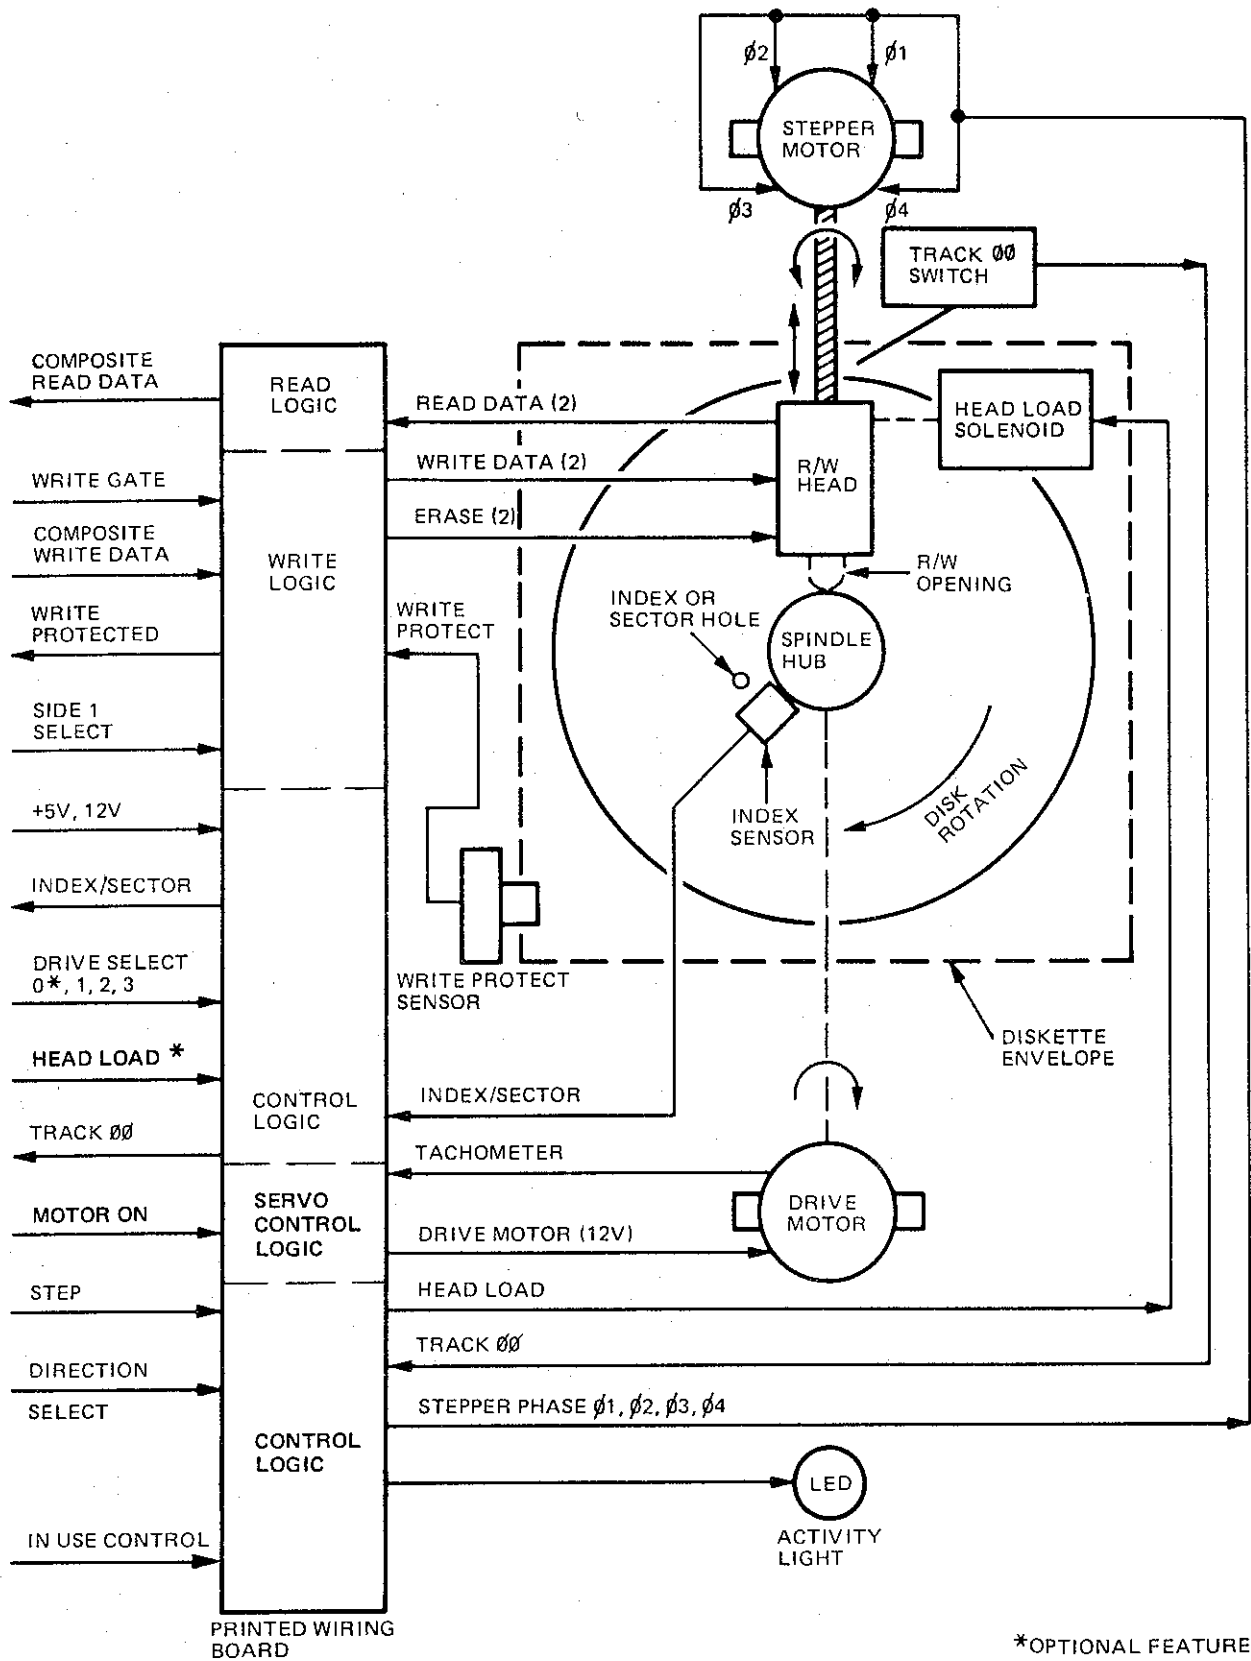 ø2
ø1
STEPPER
MOTOR
ø3
ø4
TRACK ØØ
SWITCH
COMPOSITE
READ DATA
READ
LOGIC
READ DATA (2)
HEAD LOAD
SOLENOID
WRITE GATE
WRITE DATA (2)
R/W
HEAD
COMPOSITE
WRITE DATA
ERASE (2)
WRITE
LOGIC
R/W
OPENING
WRITE
PROTECTED
WRITE
PROTECT
INDEX OR
SECTOR HOLE
SPINDLE
HUB
SIDE 1
SELECT
+5V, 12V
INDEX
SENSOR
DISK
ROTATION
INDEX/SECTOR
DRIVE SELECT
0*, 1, 2, 3
WRITE PROTECT
SENSOR
HEAD LOAD *
DISKETTE
ENVELOPE
CONTROL
LOGIC
INDEX/SECTOR
TRACK ØØ
TACHOMETER
MOTOR ON
SERVO
CONTROL
LOGIC
DRIVE MOTOR (12V)
DRIVE
MOTOR
STEP
HEAD LOAD
DIRECTION
SELECT
TRACK ØØ
STEPPER PHASE ø1, ø2, ø3, ø4
CONTROL
LOGIC
LED
ACTIVITY
LIGHT
IN USE CONTROL
PRINTED WIRING
BOARD
*OPTIONAL FEATURE